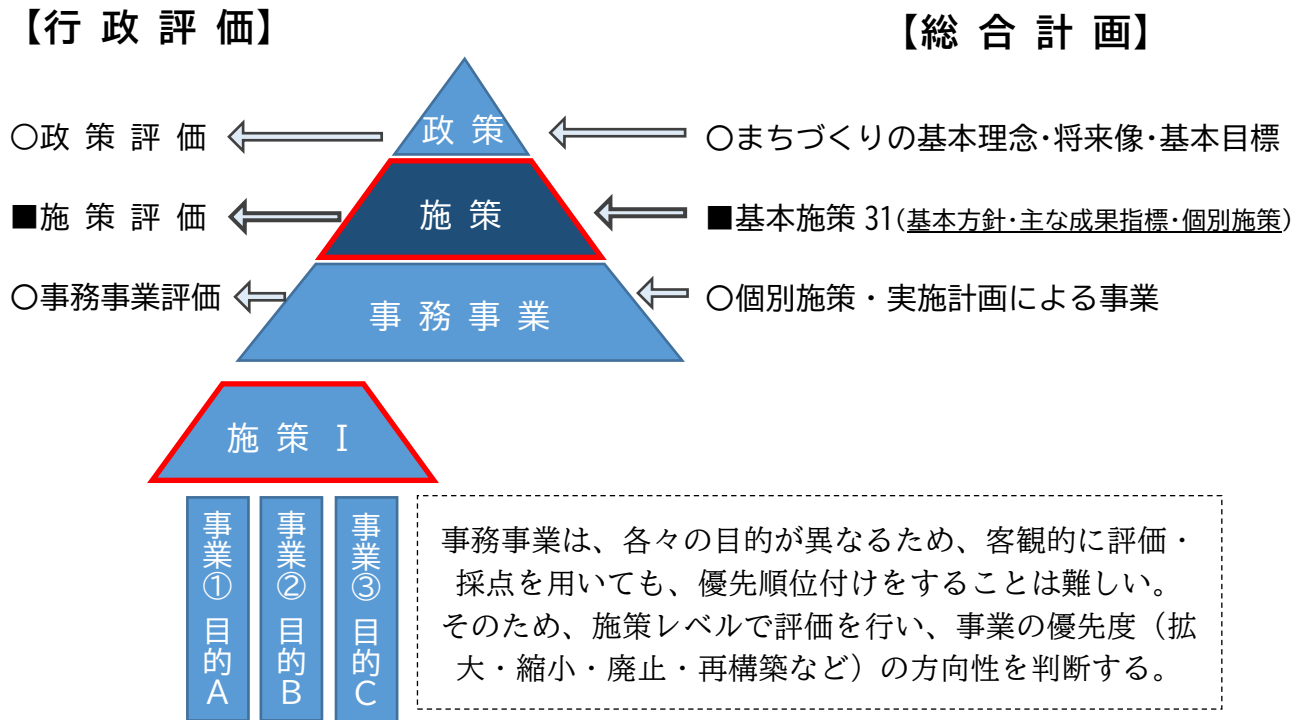 【行 政 評 価】
【総 合 計 画】
○政 策 評 価
政 策
○まちづくりの基本理念・将来像・基本目標
■施 策 評 価
施 策
■基本施策 31(基本方針・主な成果指標・個別施策)
○事務事業評価
事 務 事 業
○個別施策・実施計画による事業
施 策 Ⅰ
事業① 目的A
事業② 目的B
事業③ 目的C
事務事業は、各々の目的が異なるため、客観的に評価・
採点を用いても、優先順位付けをすることは難しい。
そのため、施策レベルで評価を行い、事業の優先度（拡
大・縮小・廃止・再構築など）の方向性を判断する。